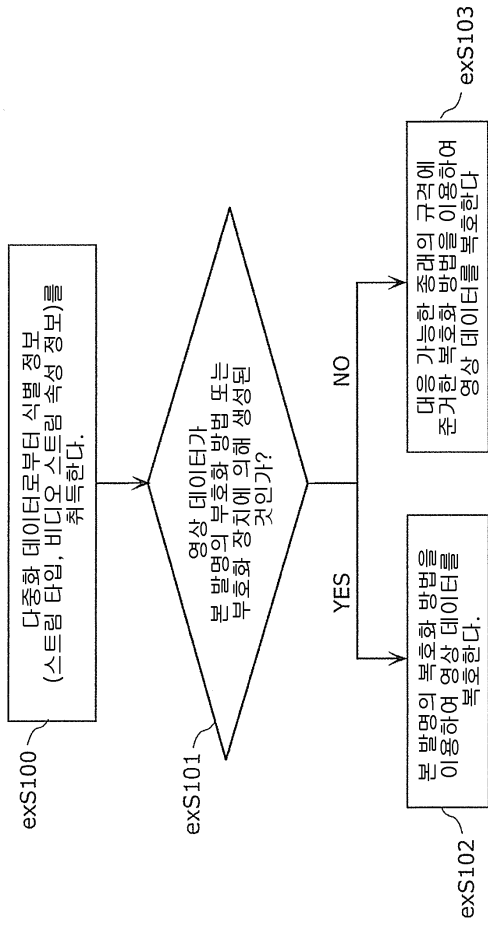 exS100
다중화 데이터로부터 식별 정보
(스트림 타입, 비디오 스트림 속성 정보)를
취득한다.
exS101
영상 데이터가
본 발명의 부호화 방법 또는
부호화 장치에 의해 생성된
것인가?
YES
NO
exS102
본 발명의 복호화 방법을
이용하여 영상 데이터를
복호한다.
exS103
대응 가능한 종래의 규격에
준거한 복호화 방법을 이용하여
영상 데이터를 복호한다